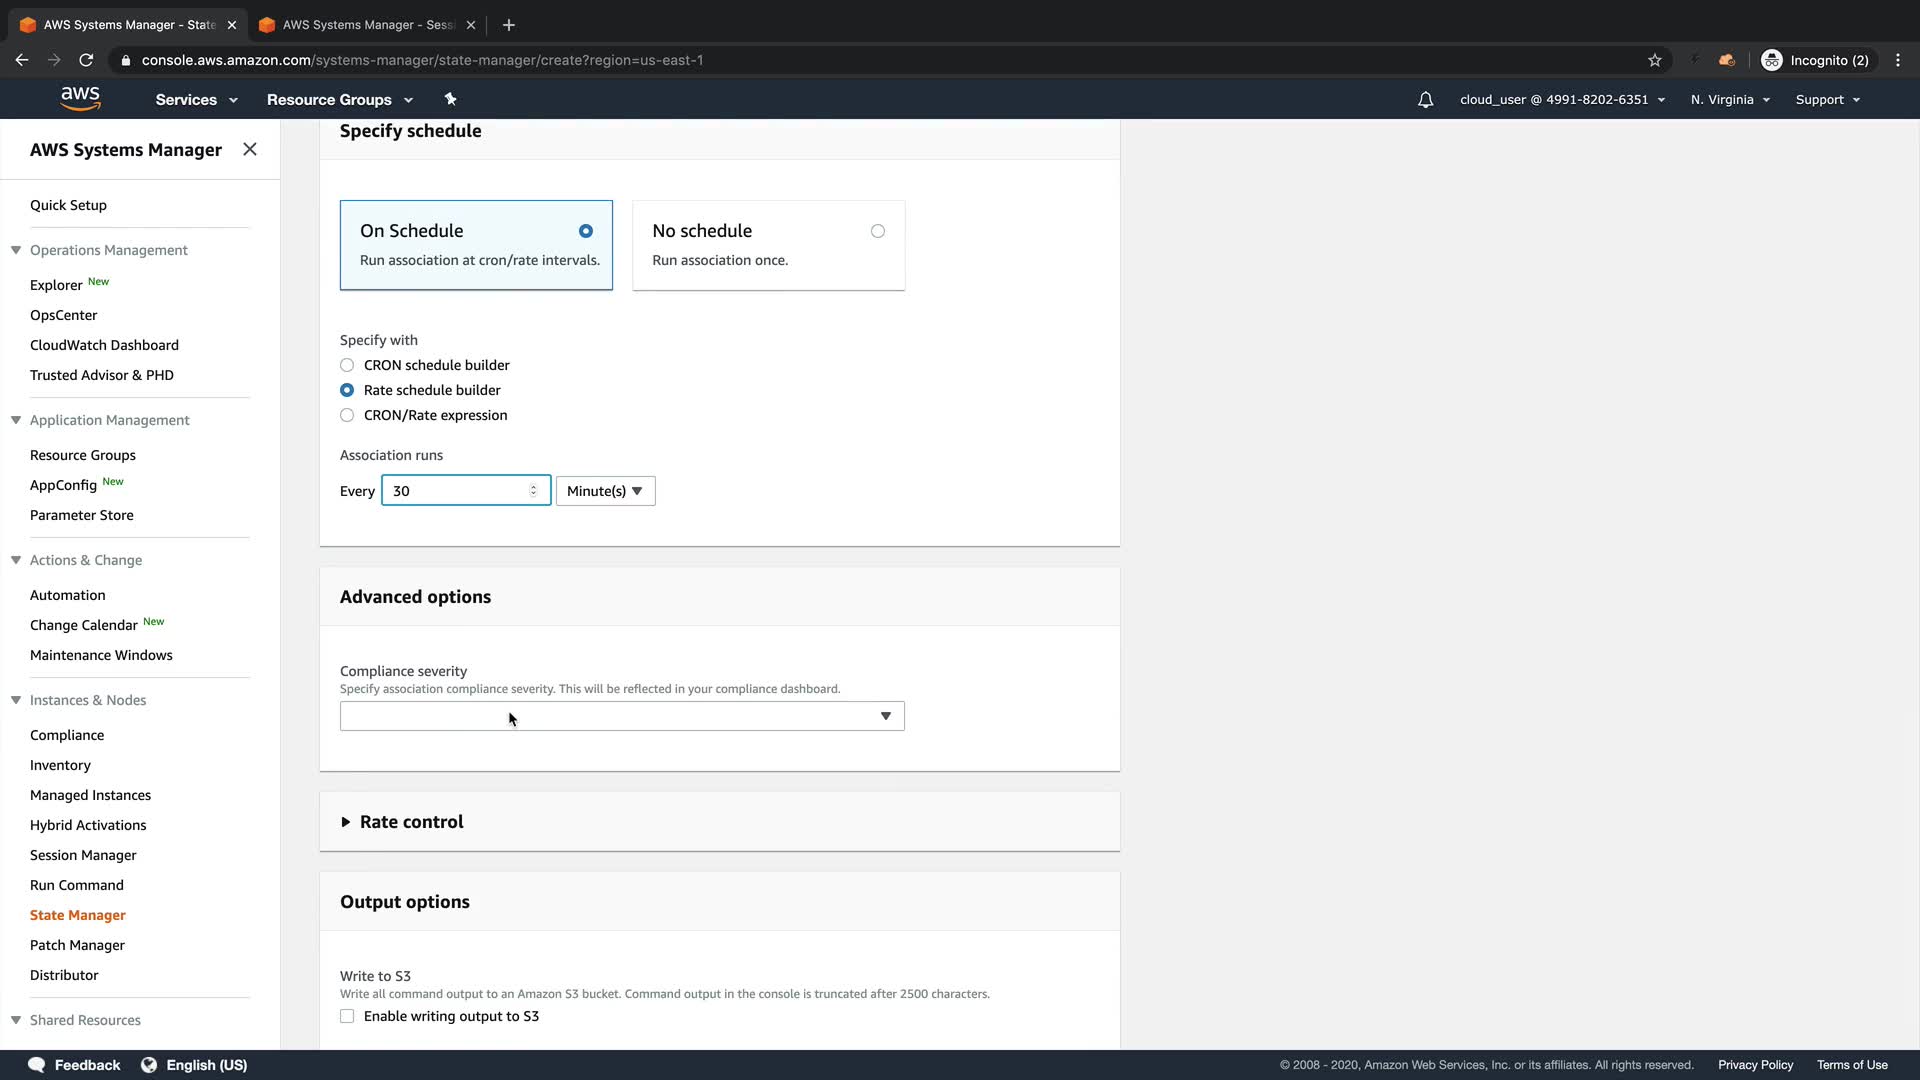 AWS Systems Manager - State
AWS Systems Manager - Sess
console.aws.amazon.com/systems-manager/state-manager/create?region=us-east-1
Incognito (2)
aws
Services
Resource Groups
cloud_user @ 4991-8202-6351
N. Virginia
Support
AWS Systems Manager
Quick Setup
Operations Management
Explorer New
OpsCenter
CloudWatch Dashboard
Trusted Advisor & PHD
Application Management
Resource Groups
AppConfig New
Parameter Store
Actions & Change
Automation
Change Calendar New
Maintenance Windows
Instances & Nodes
Compliance
Inventory
Managed Instances
Hybrid Activations
Session Manager
Run Command
State Manager
Patch Manager
Distributor
Shared Resources
Specify schedule
On Schedule
Run association at cron/rate intervals.
No schedule
Run association once.
Specify with
CRON schedule builder
Rate schedule builder
CRON/Rate expression
Association runs
Every 30 Minute(s)
Advanced options
Compliance severity
Specify association compliance severity. This will be reflected in your compliance dashboard.
Rate control
Output options
Write to S3
Write all command output to an Amazon S3 bucket. Command output in the console is truncated after 2500 characters.
Enable writing output to S3
Feedback
English (US)
© 2008 - 2020, Amazon Web Services, Inc. or its affiliates. All rights reserved.
Privacy Policy
Terms of Use